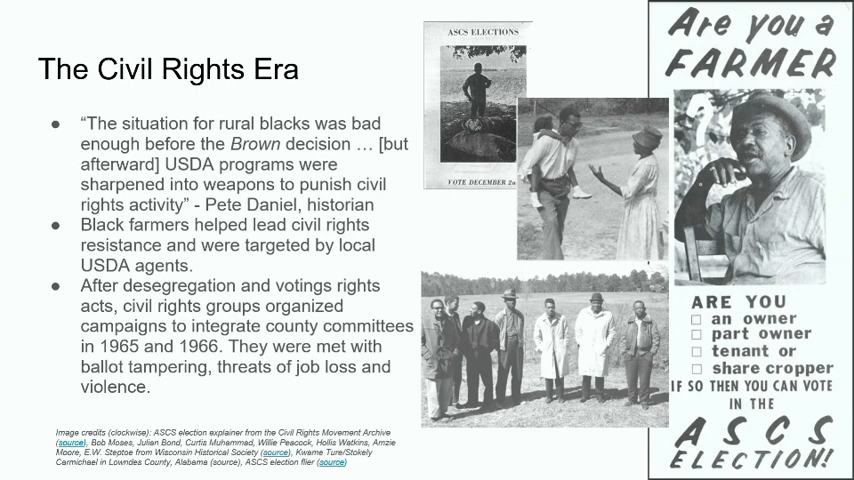 The Civil Rights Era
● “The situation for rural blacks was bad
enough before the Brown decision … [but
afterward] USDA programs were
sharpened into weapons to punish civil
rights activity” - Pete Daniel, historian
● Black farmers helped lead civil rights
resistance and were targeted by local
USDA agents.
● After desegregation and votings rights
acts, civil rights groups organized
campaigns to integrate county committees
in 1965 and 1966. They were met with
ballot tampering, threats of job loss and
violence.
Image credits (clockwise): ASCS election explainer from the Civil Rights Movement Archive
(source), Bob Moses, Julian Bond, Curtis Muhammad, Willie Peacock, Hollis Watkins, Amzie
Moore, E.W. Steptoe from Wisconsin Historical Society (source), Kwame Ture/Stokely
Carmichael in Lowndes County, Alabama (source), ASCS election flier (source)
ASCS ELECTIONS
VOTE DECEMBER
Are you a
FARMER
ARE YOU
□ an owner
□ part owner
□ tenant or
□ share cropper
IF SO THEN YOU CAN VOTE
IN THE
ASCS
ELECTION!